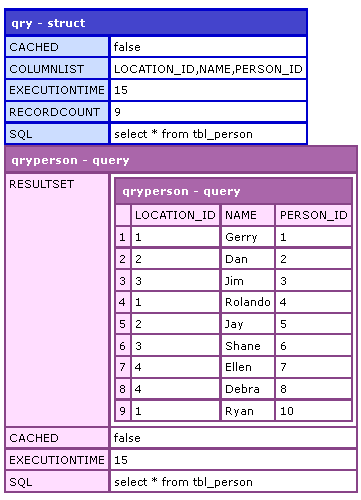 qry - struct
CACHED false
COLUMNLIST LOCATION_ID,NAME,PERSON_ID
EXECUTIONTIME 15
RECORDCOUNT 9
SQL select * from tbl_person
qryperson - query
RESULTSET
qryperson - query
LOCATION_ID NAME PERSON_ID
1 1 Gerry 1
2 2 Dan 2
3 3 Jim 3
4 1 Rolando 4
5 2 Jay 5
6 3 Shane 6
7 4 Ellen 7
8 4 Debra 8
9 1 Ryan 10
CACHED false
EXECUTIONTIME 15
SQL select * from tbl_person